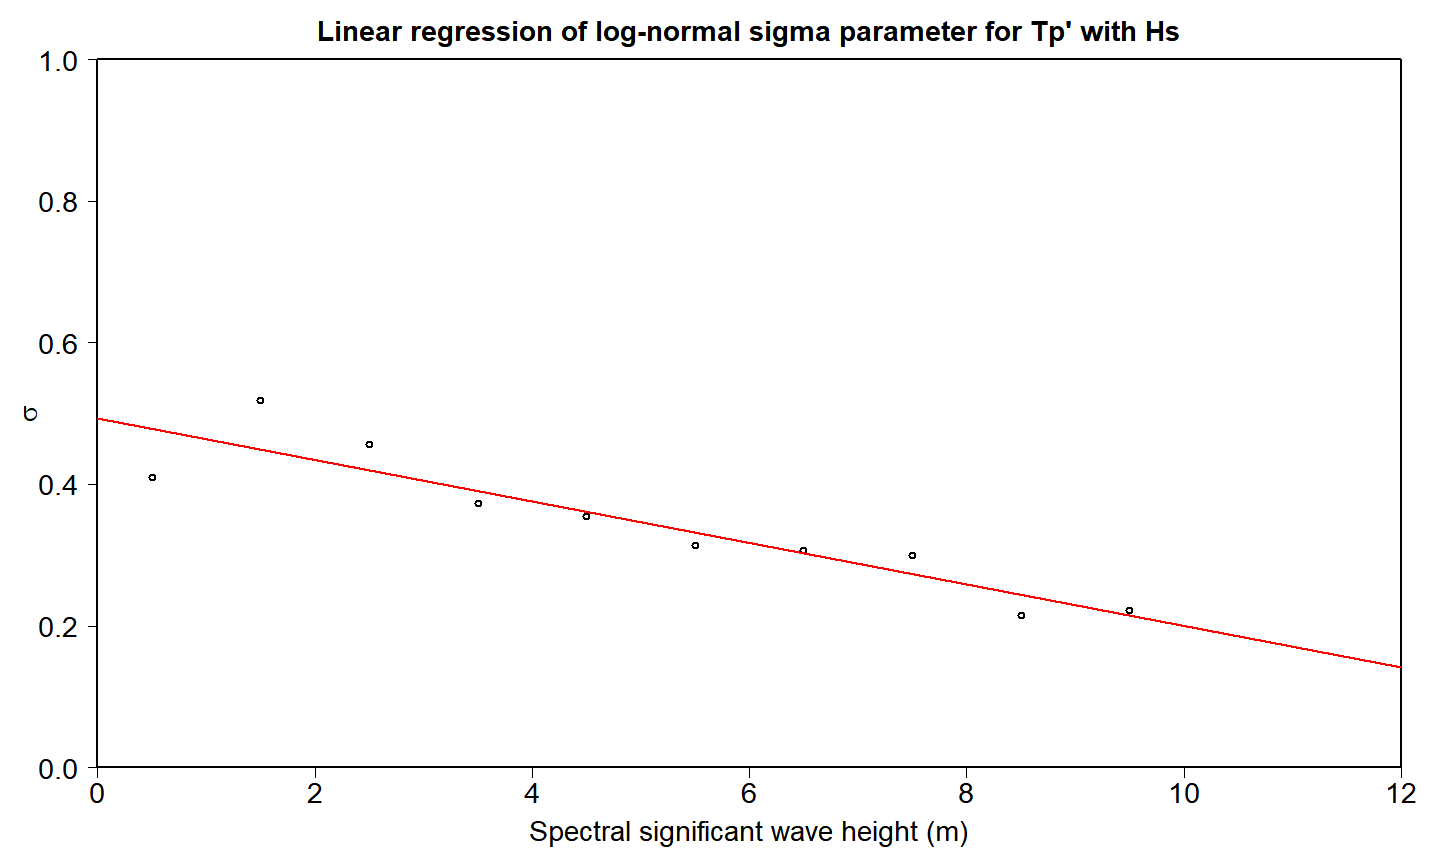 Linear regression of log-normal sigma parameter for Tp' with Hs
1.0
0.8
0.6
σ
0.4
0.2
0.0
0 2 4 6 8 10 12
Spectral significant wave height (m)